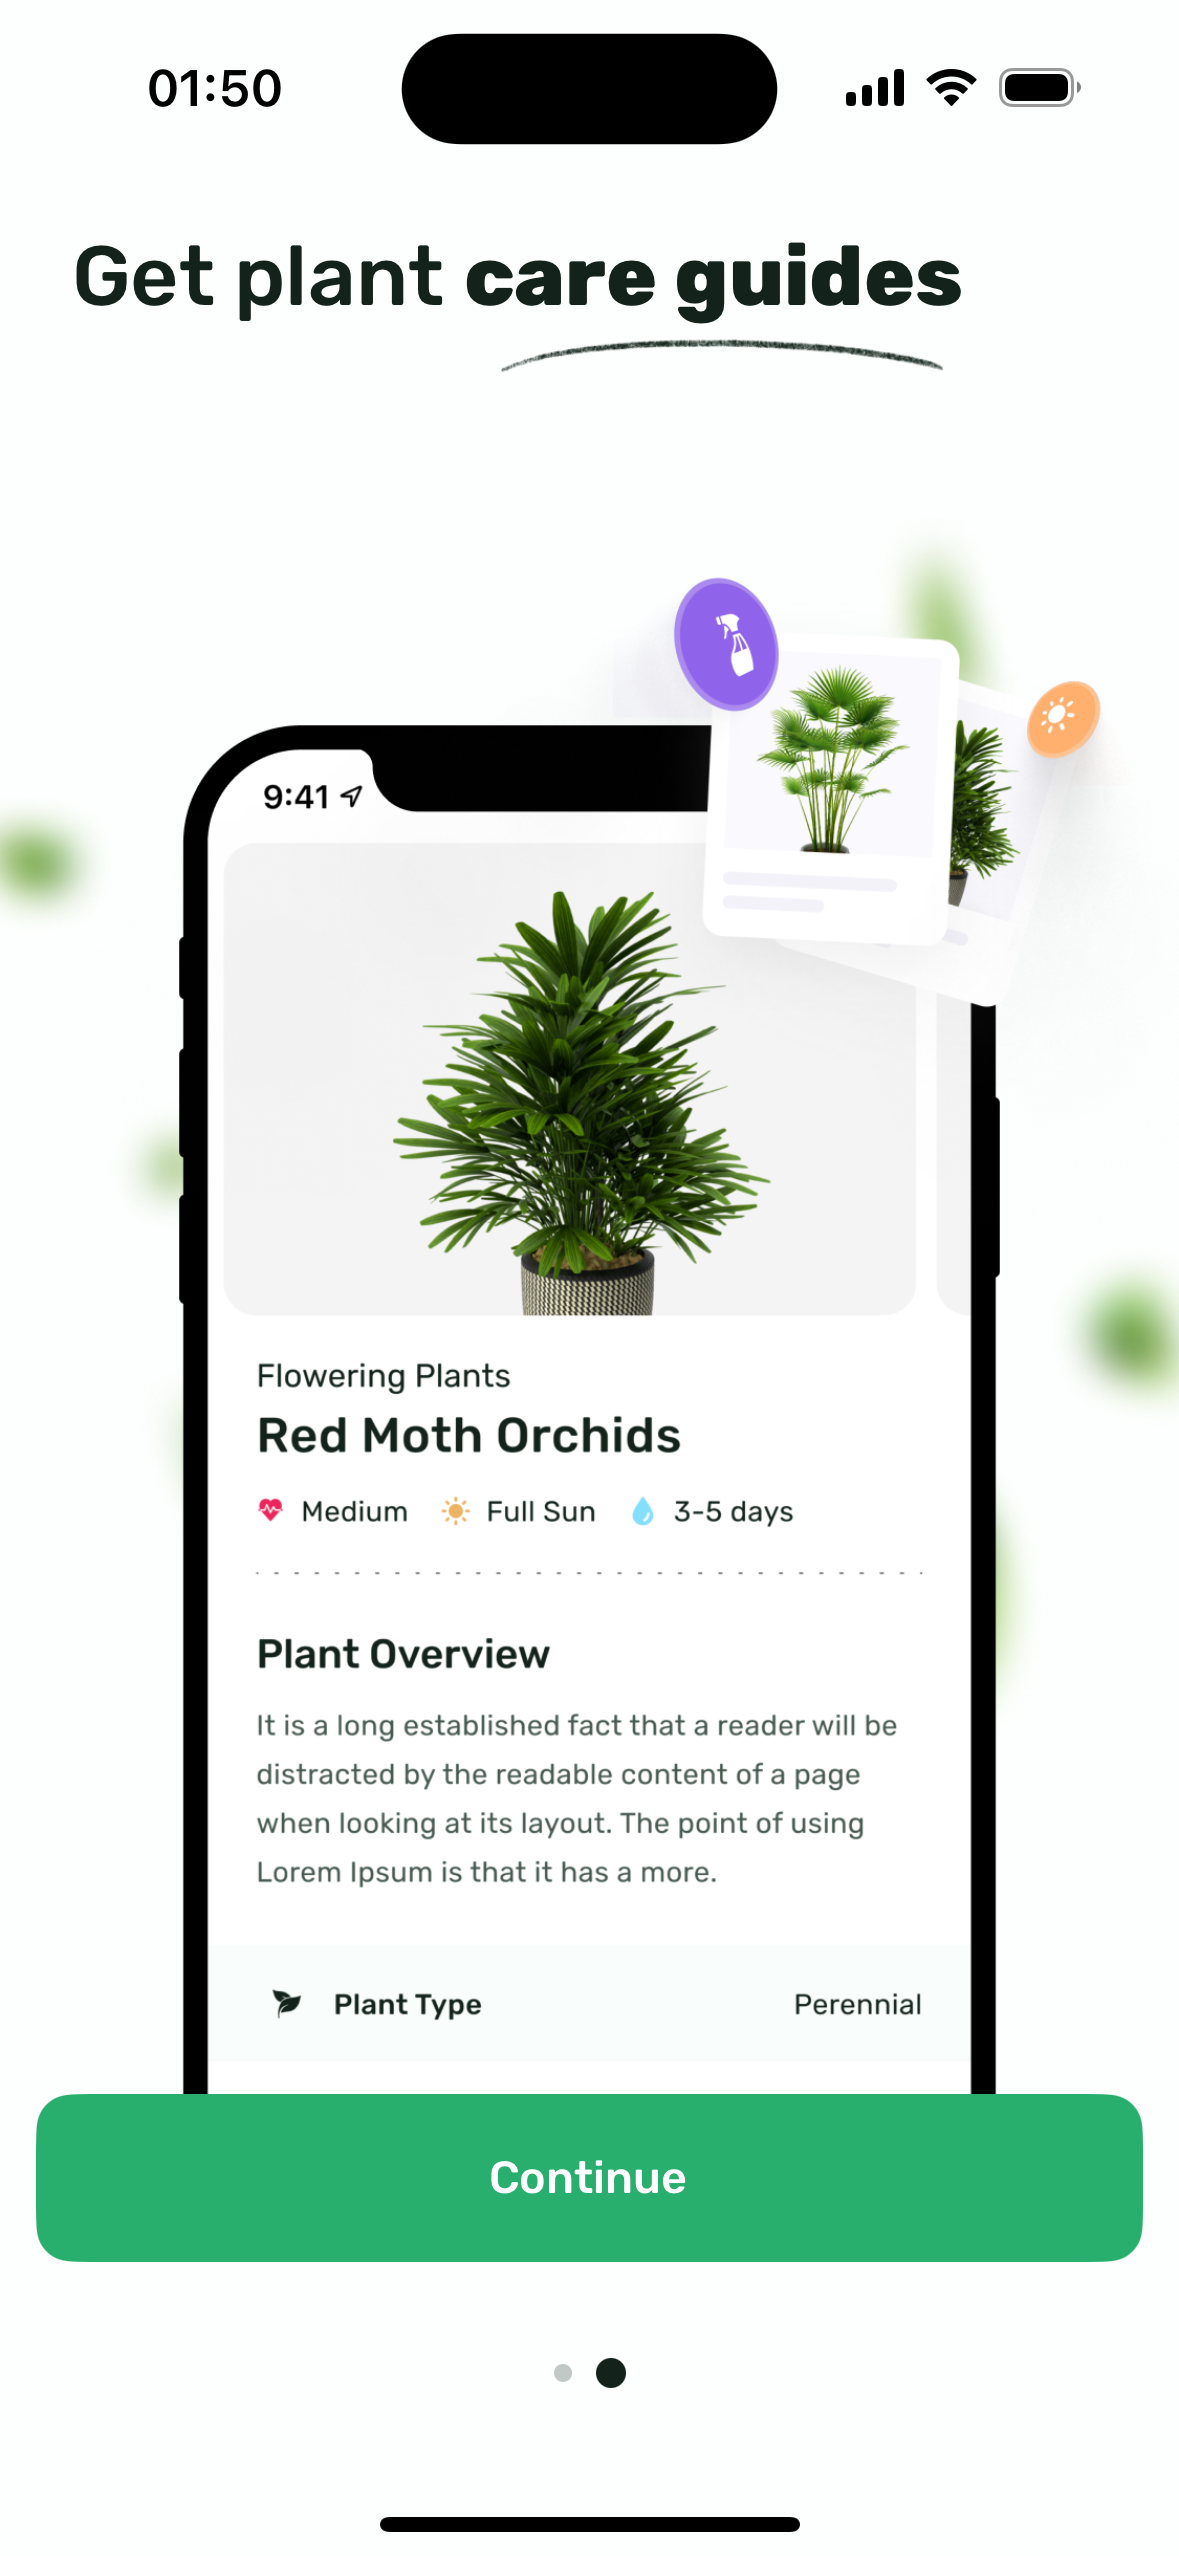 01:50
Get plant care guides
9:41
Flowering Plants
Red Moth Orchids
Medium Full Sun 3-5 days
Plant Overview
It is a long established fact that a reader will be
distracted by the readable content of a page
when looking at its layout. The point of using
Lorem Ipsum is that it has a more.
Plant Type Perennial
Continue